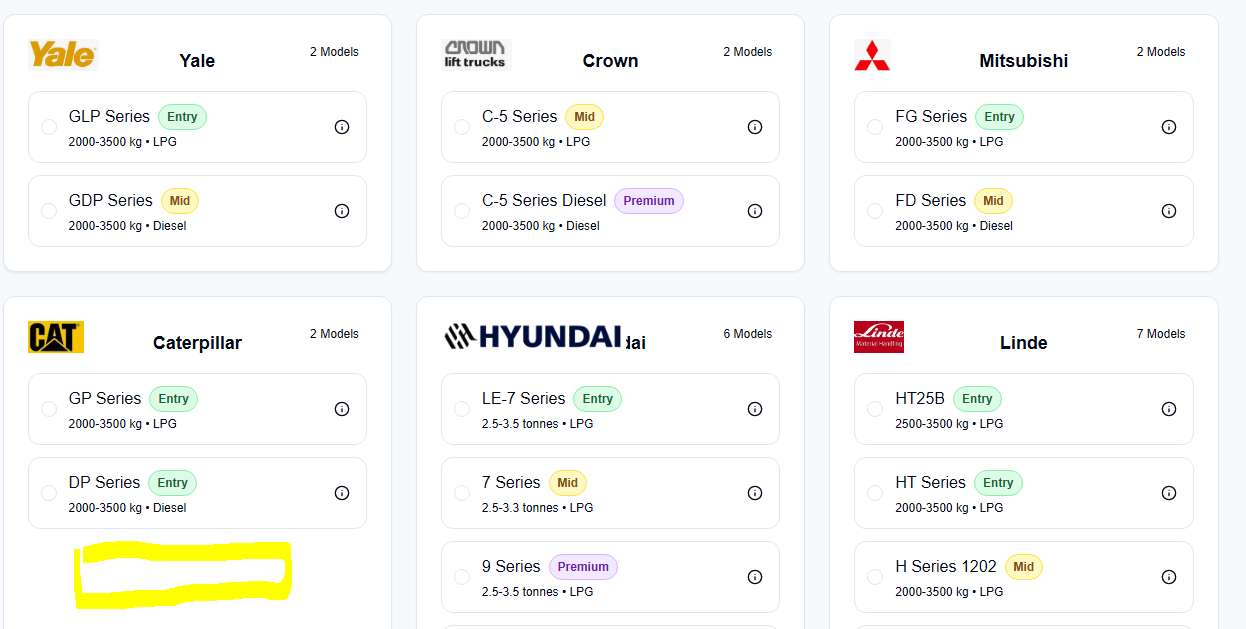 Yale
Yale
2 Models
GLP Series Entry
2000-3500 kg • LPG
GDP Series Mid
2000-3500 kg • Diesel
CROWN
lift trucks
Crown
2 Models
C-5 Series Mid
2000-3500 kg • LPG
C-5 Series Diesel Premium
2000-3500 kg • Diesel
Mitsubishi
2 Models
FG Series Entry
2000-3500 kg • LPG
FD Series Mid
2000-3500 kg • Diesel
CAT
Caterpillar
2 Models
GP Series Entry
2000-3500 kg • LPG
DP Series Entry
2000-3500 kg • Diesel
HYUNDAI dai
6 Models
LE-7 Series Entry
2.5-3.5 tonnes • LPG
7 Series Mid
2.5-3.3 tonnes • LPG
9 Series Premium
2.5-3.5 tonnes • LPG
Linde
Material Handling
Linde
7 Models
HT25B Entry
2500-3500 kg • LPG
HT Series Entry
2000-3500 kg • LPG
H Series 1202 Mid
2000-3500 kg • LPG